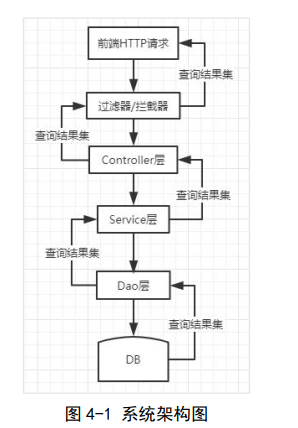 前端HTTP请求
查询结果集
过滤器/拦截器
查询结果集
Controller层
查询结果集
Service层
查询结果集
Dao层
查询结果集
DB
图 4-1 系统架构图